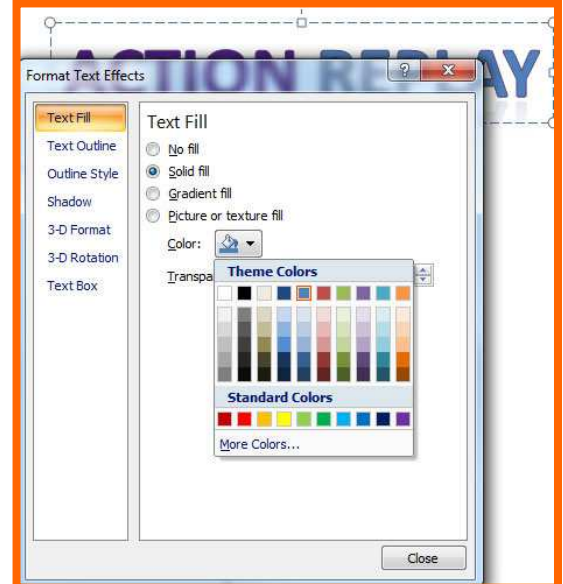 ACTION REPLAY
Format Text Effects
Text Fill
Text Outline
Outline Style
Shadow
3-D Format
3-D Rotation
Text Box
Text Fill
No fill
Solid fill
Gradient fill
Picture or texture fill
Color:
Transpa
Theme Colors
Standard Colors
More Colors...
Close